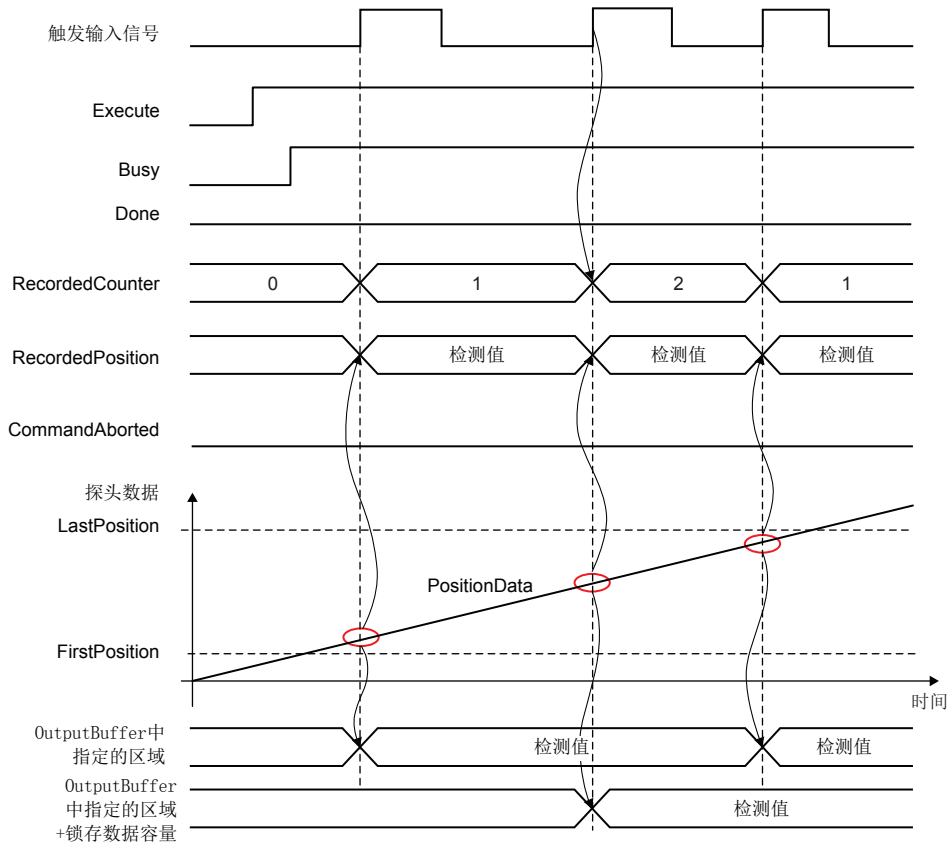 触发输入信号
Execute
Busy
Done
RecordedCounter
0
1
2
1
RecordedPosition
检测值
检测值
检测值
CommandAborted
探头数据
LastPosition
PositionData
FirstPosition
时间
OutputBuffer中
指定的区域
检测值
检测值
OutputBuffer
中指定的区域
+锁存数据容量
检测值